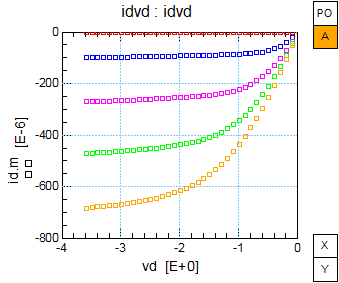 idvd : idvd
PO
A
0
-200
-400
-600
-800
id.m [E-6]
-4
-3
-2
-1
0
vd [E+0]
X
Y